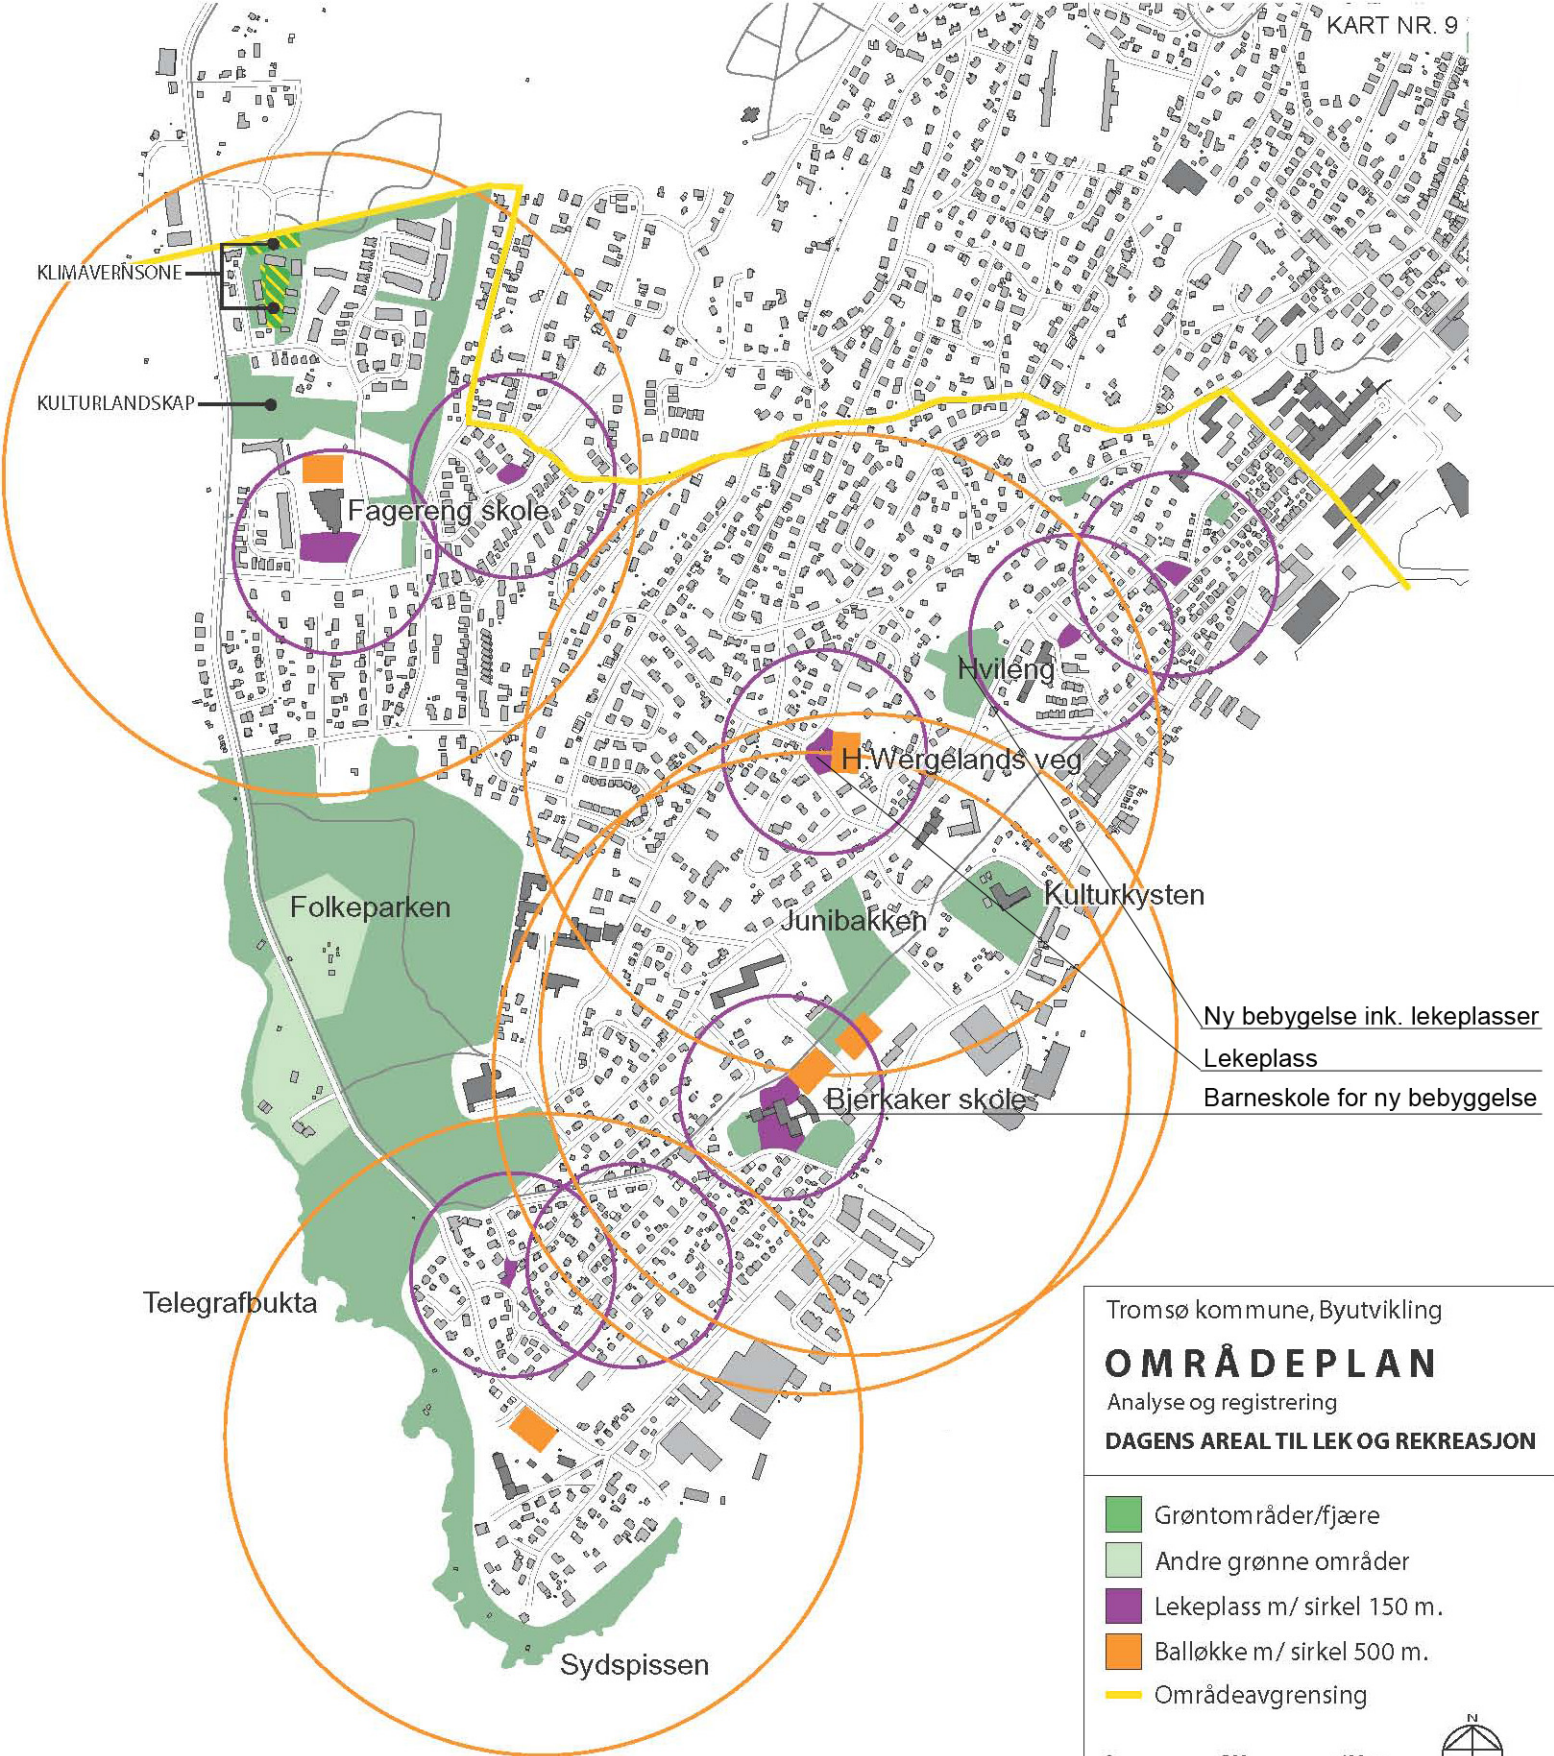 KART NR. 9
KLIMAVERNSONE
KULTURLANDSKAP
Fagereng skole
Hvileng
H.Wergelands veg
Kulturkysten
Folkeparken
Junibakken
Ny bebygelse ink. lekeplasser
Lekeplass
Bjerkaker skole
Barneskole for ny bebyggelse
Telegrafbukta
Sydspissen
Tromsø kommune, Byutvikling
OMRÅDEPLAN
Analyse og registrering
DAGENS AREAL TIL LEK OG REKREASJON
Grøntområder/fjære
Andre grønne områder
Lekeplass m/ sirkel 150 m.
Balløkke m/ sirkel 500 m.
Områdeavgrensing
N